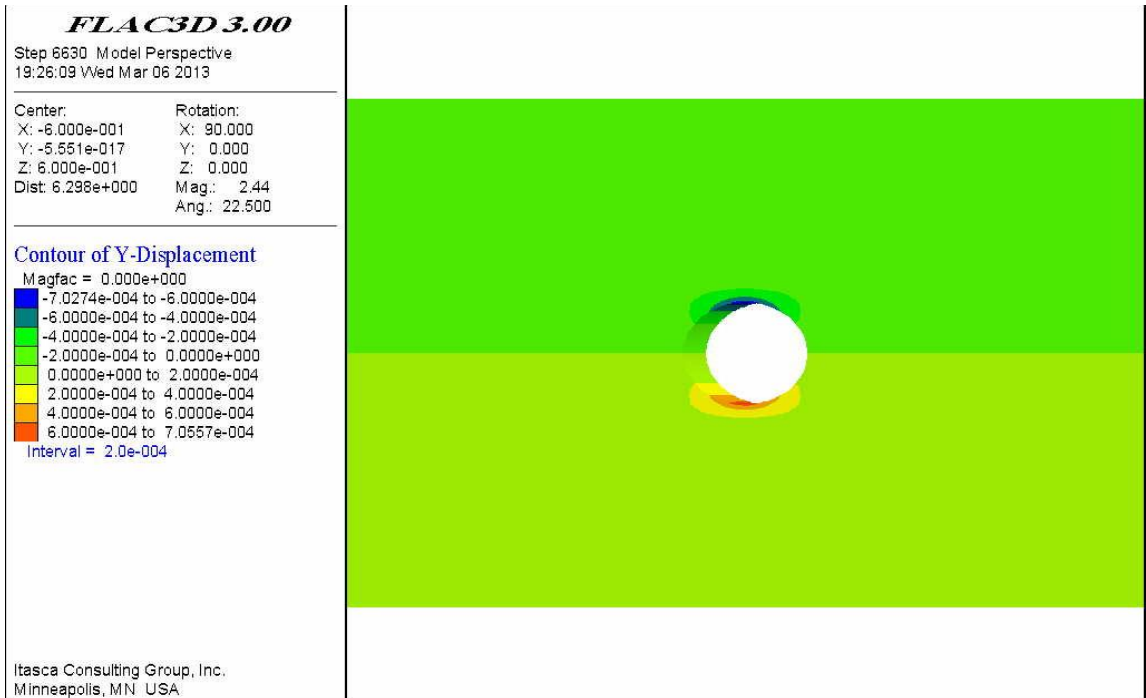 FLAC3D 3.00
Step 6630 Model Perspective
19:26:09 Wed Mar 06 2013
Center: Rotation:
X: -6.000e-001 X: 90.000
Y: -5.551e-017 Y: 0.000
Z: 6.000e-001 Z: 0.000
Dist: 6.298e+000 Mag.: 2.44
Ang.: 22.500
Contour of Y-Displacement
Magfac = 0.000e+000
-7.0274e-004 to -6.0000e-004
-6.0000e-004 to -4.0000e-004
-4.0000e-004 to -2.0000e-004
-2.0000e-004 to 0.0000e+000
0.0000e+000 to 2.0000e-004
2.0000e-004 to 4.0000e-004
4.0000e-004 to 6.0000e-004
6.0000e-004 to 7.0557e-004
Interval = 2.0e-004
Itasca Consulting Group, Inc.
Minneapolis, MN USA